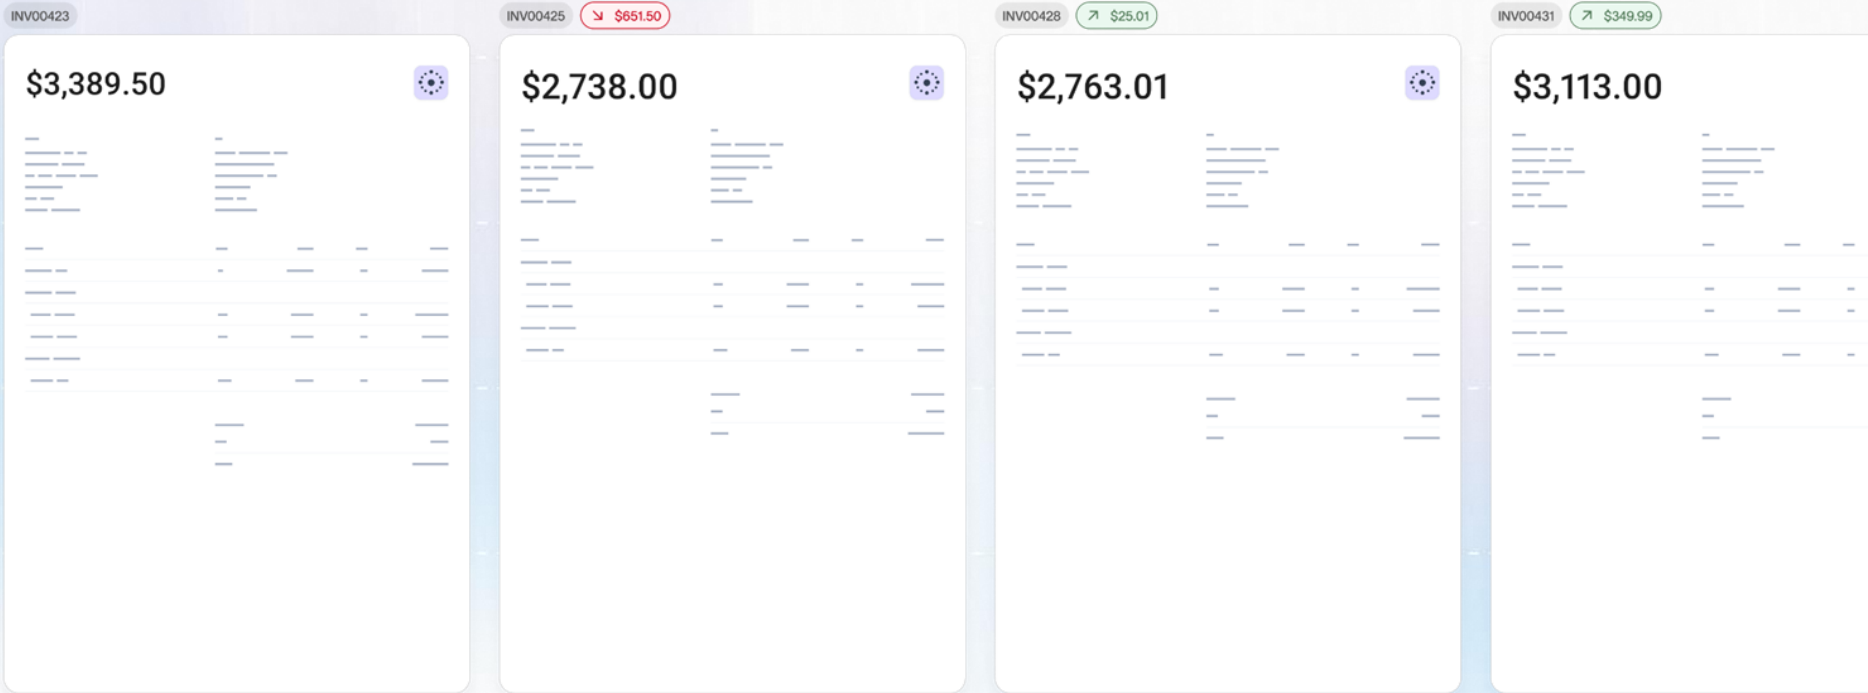 INV00423
$3,389.50
INV00425 $651.50
$2,738.00
INV00428 $25.01
$2,763.01
INV00431 $349.99
$3,113.00